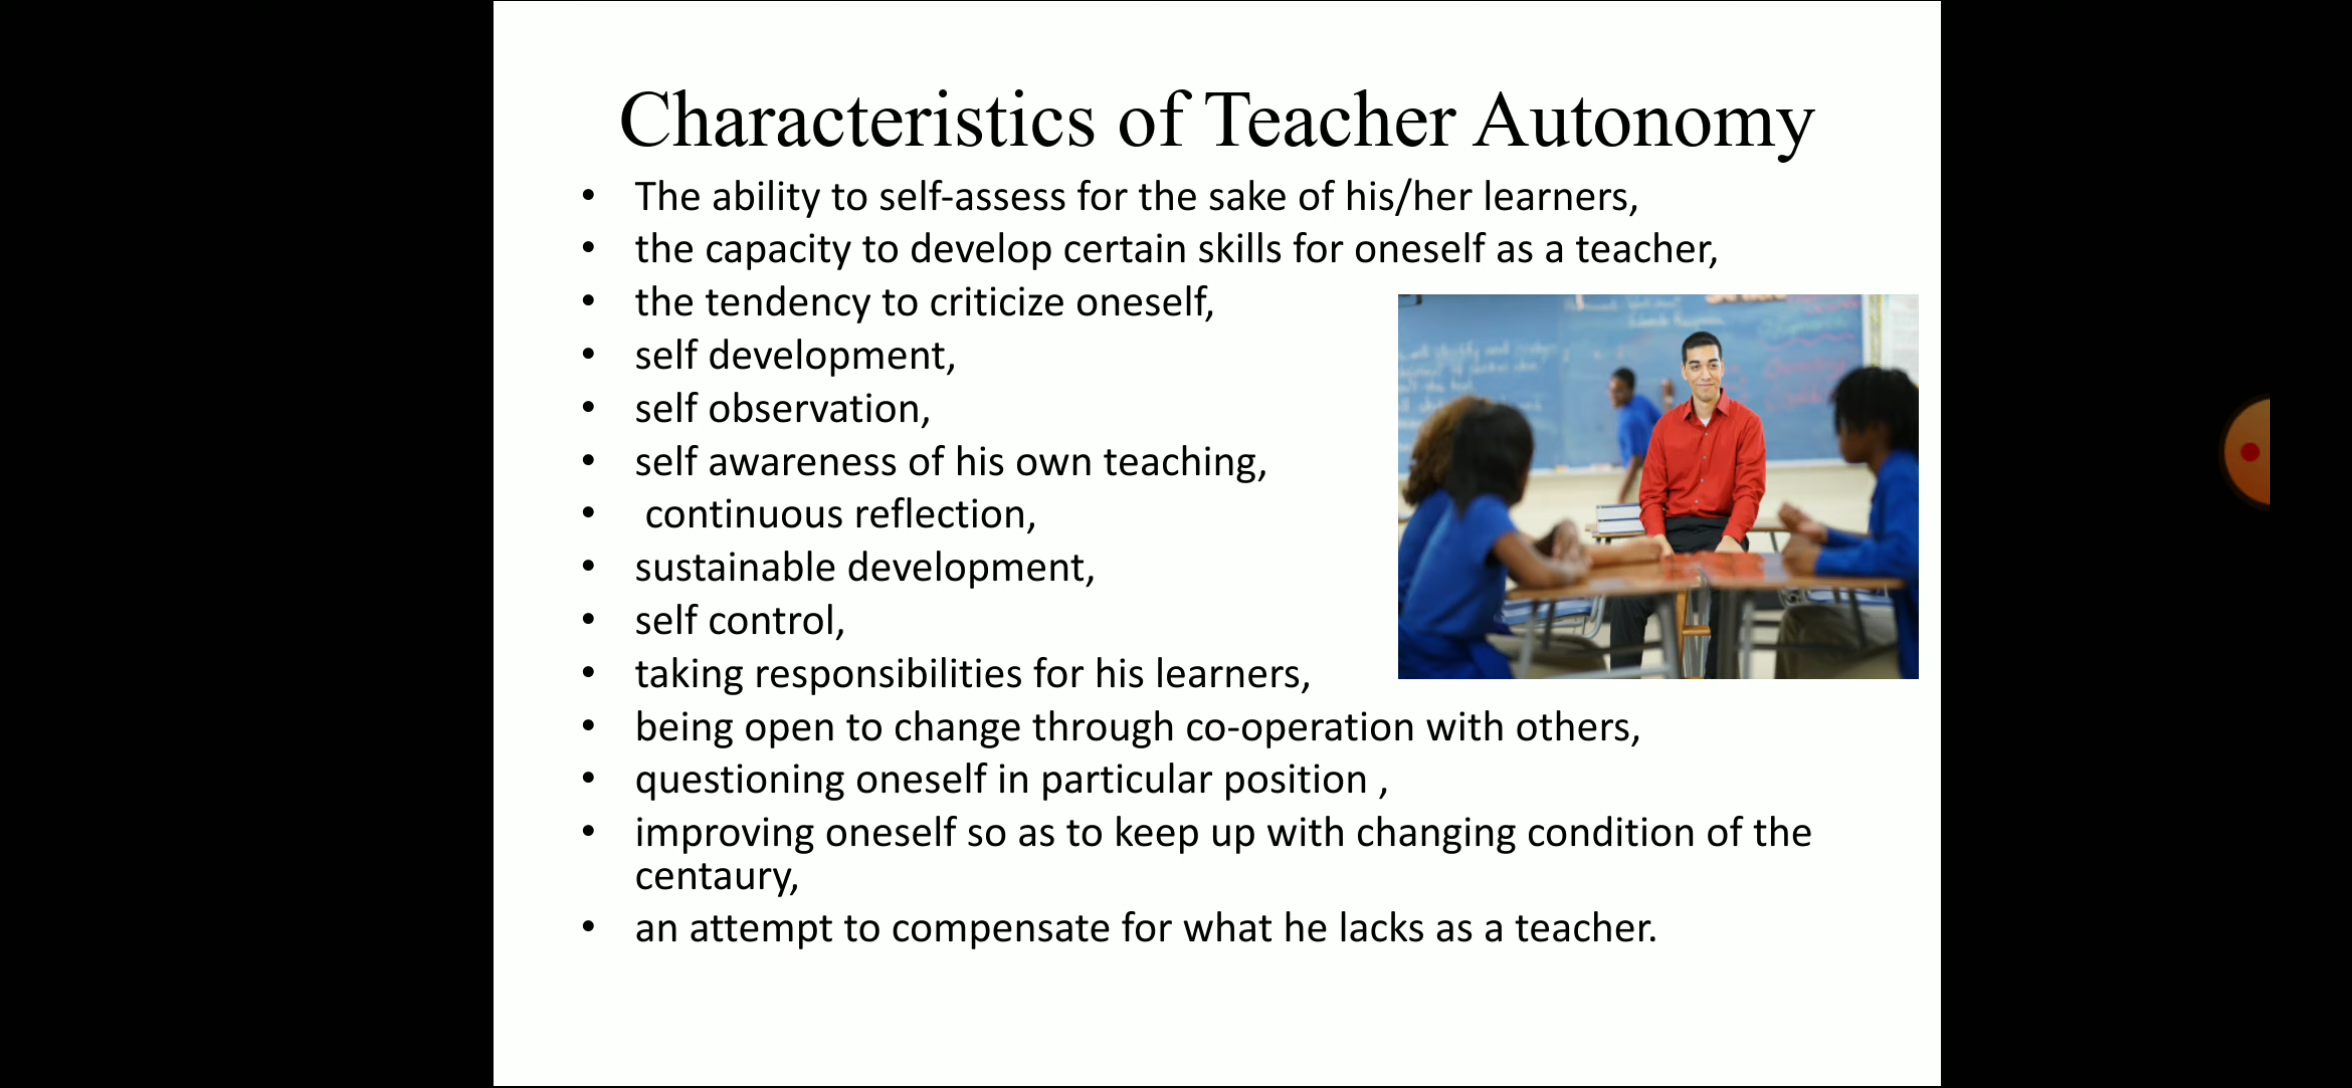 Characteristics of Teacher Autonomy
• The ability to self-assess for the sake of his/her learners,
• the capacity to develop certain skills for oneself as a teacher,
• the tendency to criticize oneself,
• self development,
• self observation,
• self awareness of his own teaching,
• continuous reflection,
• sustainable development,
• self control,
• taking responsibilities for his learners,
• being open to change through co-operation with others,
• questioning oneself in particular position ,
• improving oneself so as to keep up with changing condition of the
centaury,
• an attempt to compensate for what he lacks as a teacher.